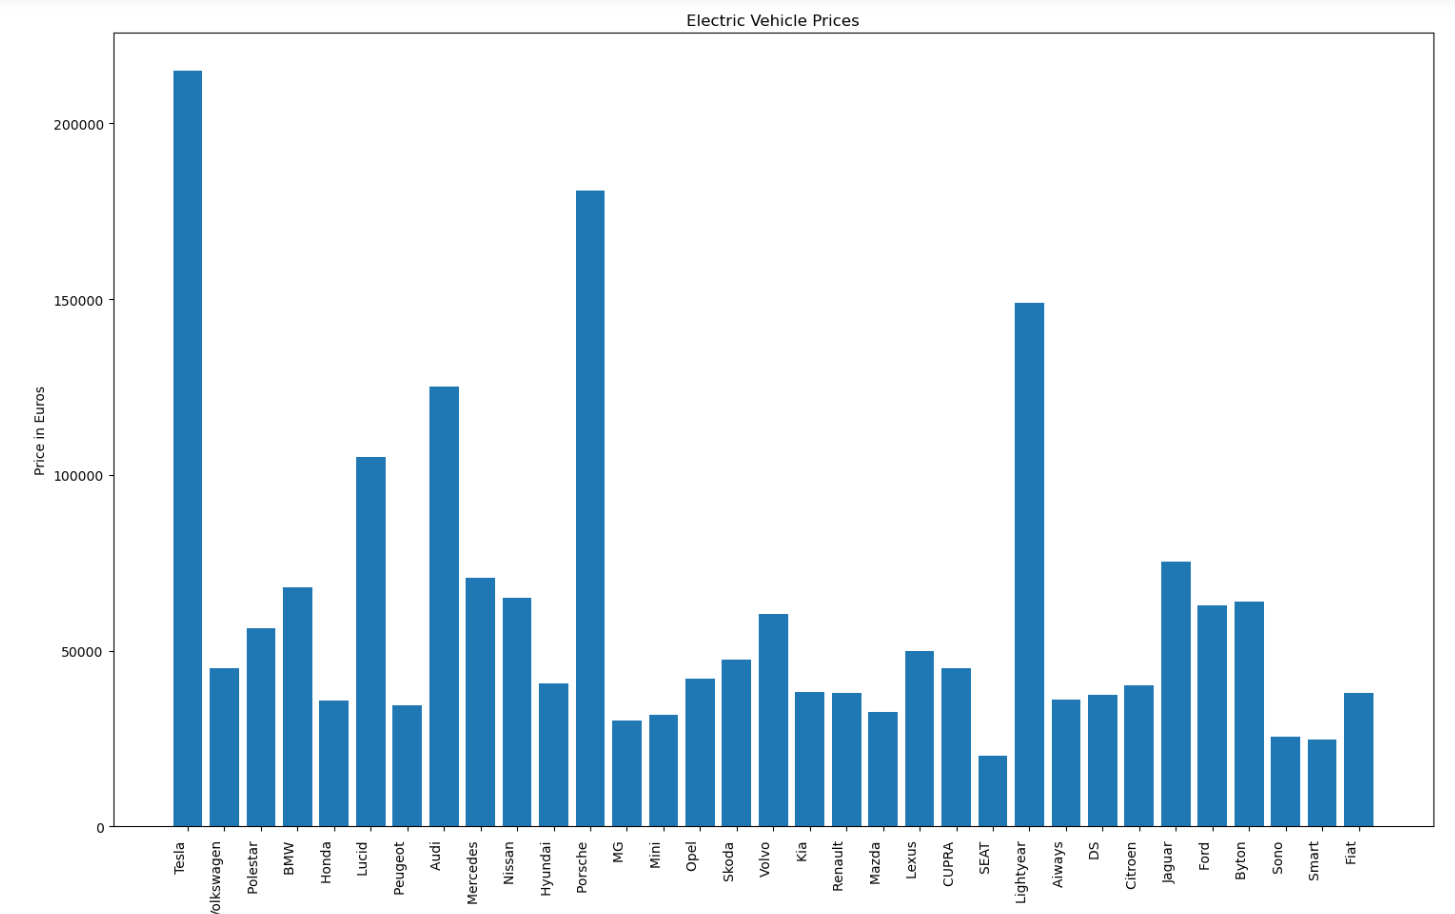 Electric Vehicle Prices
Price in Euros
200000
150000
100000
50000
0
Tesla
Volkswagen
Polestar
BMW
Honda
Lucid
Peugeot
Audi
Mercedes
Nissan
Hyundai
Porsche
MG
Mini
Opel
Skoda
Volvo
Kia
Renault
Mazda
Lexus
CUPRA
SEAT
Lightyear
Aiways
DS
Citroen
Jaguar
Ford
Byton
Sono
Smart
Fiat